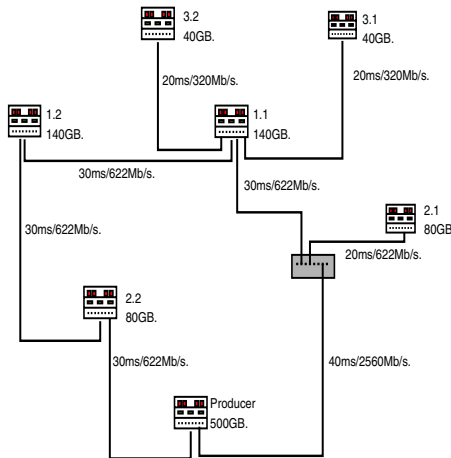 3.2
40GB.
3.1
40GB.
20ms/320Mb/s.
20ms/320Mb/s.
1.2
140GB.
1.1
140GB.
30ms/622Mb/s.
30ms/622Mb/s.
2.1
80GB.
30ms/622Mb/s.
20ms/622Mb/s.
2.2
80GB.
30ms/622Mb/s.
40ms/2560Mb/s.
Producer
500GB.